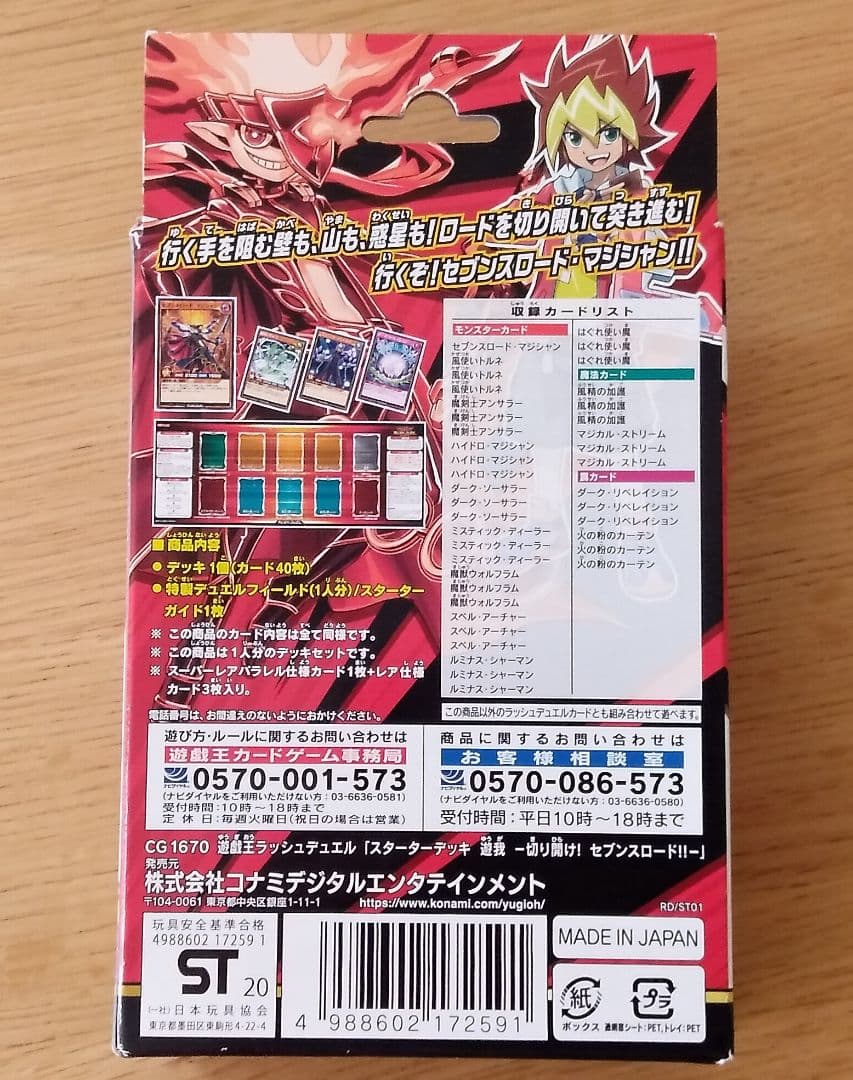 行く手を阻む壁も、山も、惑星も!ロードを切り開いて突き進む!
行くぞ!セブンスロード・マジシャン!!
収録カードリスト
モンスターカード
セブンスロード・マジシャン
風使いトルネ
風使いトルネ
風使いトルネ
魔剣士アンサラー
魔剣士アンサラー
魔剣士アンサラー
ハイドロ・マジシャン
ハイドロ・マジシャン
ハイドロ・マジシャン
ダーク・ソーサラー
ダーク・ソーサラー
ダーク・ソーサラー
ミスティック・ディーラー
ミスティック・ディーラー
ミスティック・ディーラー
魔獣ウォルフラム
魔獣ウォルフラム
魔獣ウォルフラム
スペル・アーチャー
スペル・アーチャー
スペル・アーチャー
ルミナス・シャーマン
ルミナス・シャーマン
ルミナス・シャーマン
はぐれ使い魔
はぐれ使い魔
はぐれ使い魔
魔法カード
風精の加護
風精の加護
風精の加護
マジカル・ストリーム
マジカル・ストリーム
マジカル・ストリーム
罠カード
ダーク・リベレイション
ダーク・リベレイション
ダーク・リベレイション
火の粉のカーテン
火の粉のカーテン
火の粉のカーテン
■商品内容
● デッキ1個(カード40枚)
● 特製デュエルフィールド(1人分)/スターター
ガイド1枚
※ この商品のカード内容は全て同様です。
※ この商品は1人分のデッキセットです。
※ スーパーレアパラレル仕様カード1枚+レア仕様
カード3枚入り。
電話番号は、お間違えのないようにおかけください。
この商品以外のラッシュデュエルカードとも組み合わせて遊べます。
遊び方・ルールに関するお問い合わせは
遊戯王カードゲーム事務局
0570-001-573
ナビダイヤル
(ナビダイヤルをご利用いただけない方:03-6636-0581)
受付時間:10時~18時まで
定休日:毎週火曜日(祝日の場合は営業)
商品に関するお問い合わせは
お客様相談室
0570-086-573
ナビダイヤル
(ナビダイヤルをご利用いただけない方:03-6636-0580)
受付時間:平日10時~18時まで
CG1670 遊戯王ラッシュデュエル「スターターデッキ 遊我 -切り開け! セブンスロード!!-」
発売元
株式会社コナミデジタルエンタテインメント
〒104-0061 東京都中央区銀座1-11-1
https://www.konami.com/yugioh/
RD/ST01
玩具安全基準合格
4988602 17259 1
ST 20
(一社)日本玩具協会
東京都墨田区東駒形4-22-4
4 988602 172591
MADE IN JAPAN
紙
ボックス
プラ
過剰防シート:PET,トレイ:PET